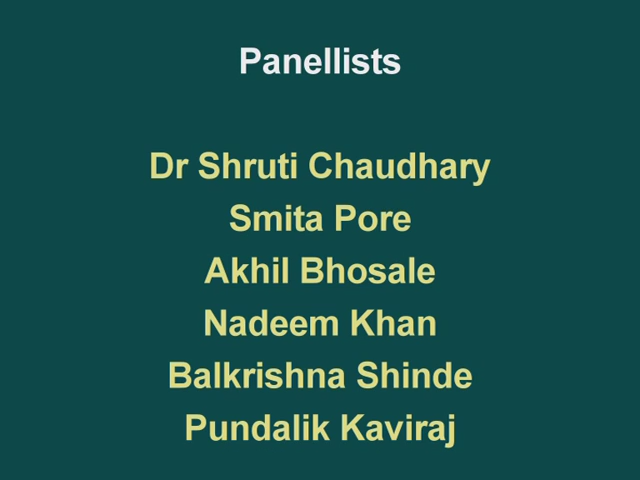 Panellists
Dr Shruti Chaudhary
Smita Pore
Akhil Bhosale
Nadeem Khan
Balkrishna Shinde
Pundalik Kaviraj